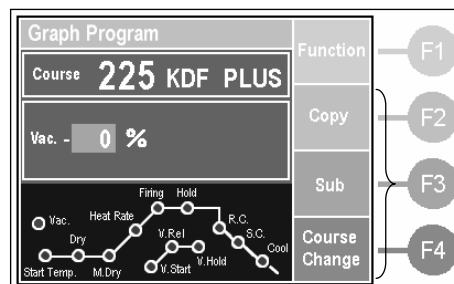 Graph Program
Function
F1
Course 225 KDF PLUS
Copy
F2
Vac. - 0 %
Sub
F3
Firing Hold
Vac. Heat Rate R.C.
Dry V.Rel S.C.
Cool
Start Temp. M.Dry V.Start V.Hold
Course
Change
F4